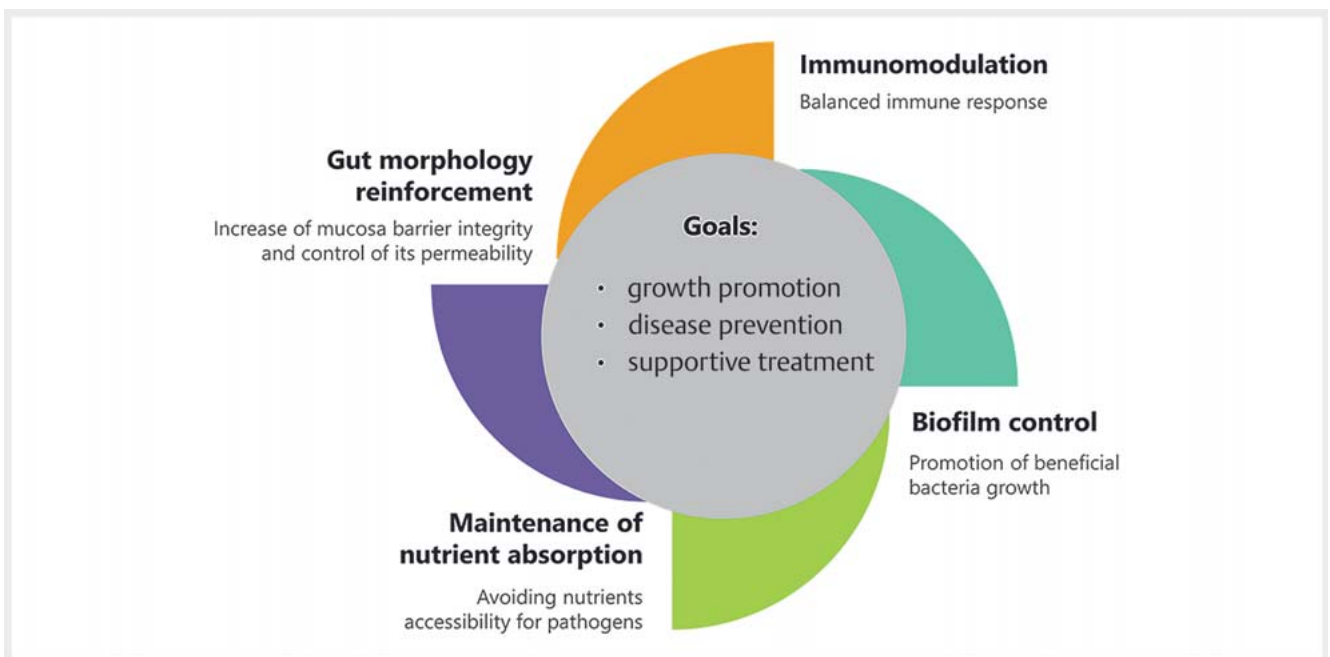 Immunomodulation
Balanced immune response
Gut morphology
reinforcement
Increase of mucosa barrier integrity
and control of its permeability
Goals:
· growth promotion
· disease prevention
· supportive treatment
Biofilm control
Promotion of beneficial
bacteria growth
Maintenance of
nutrient absorption
Avoiding nutrients
accessibility for pathogens